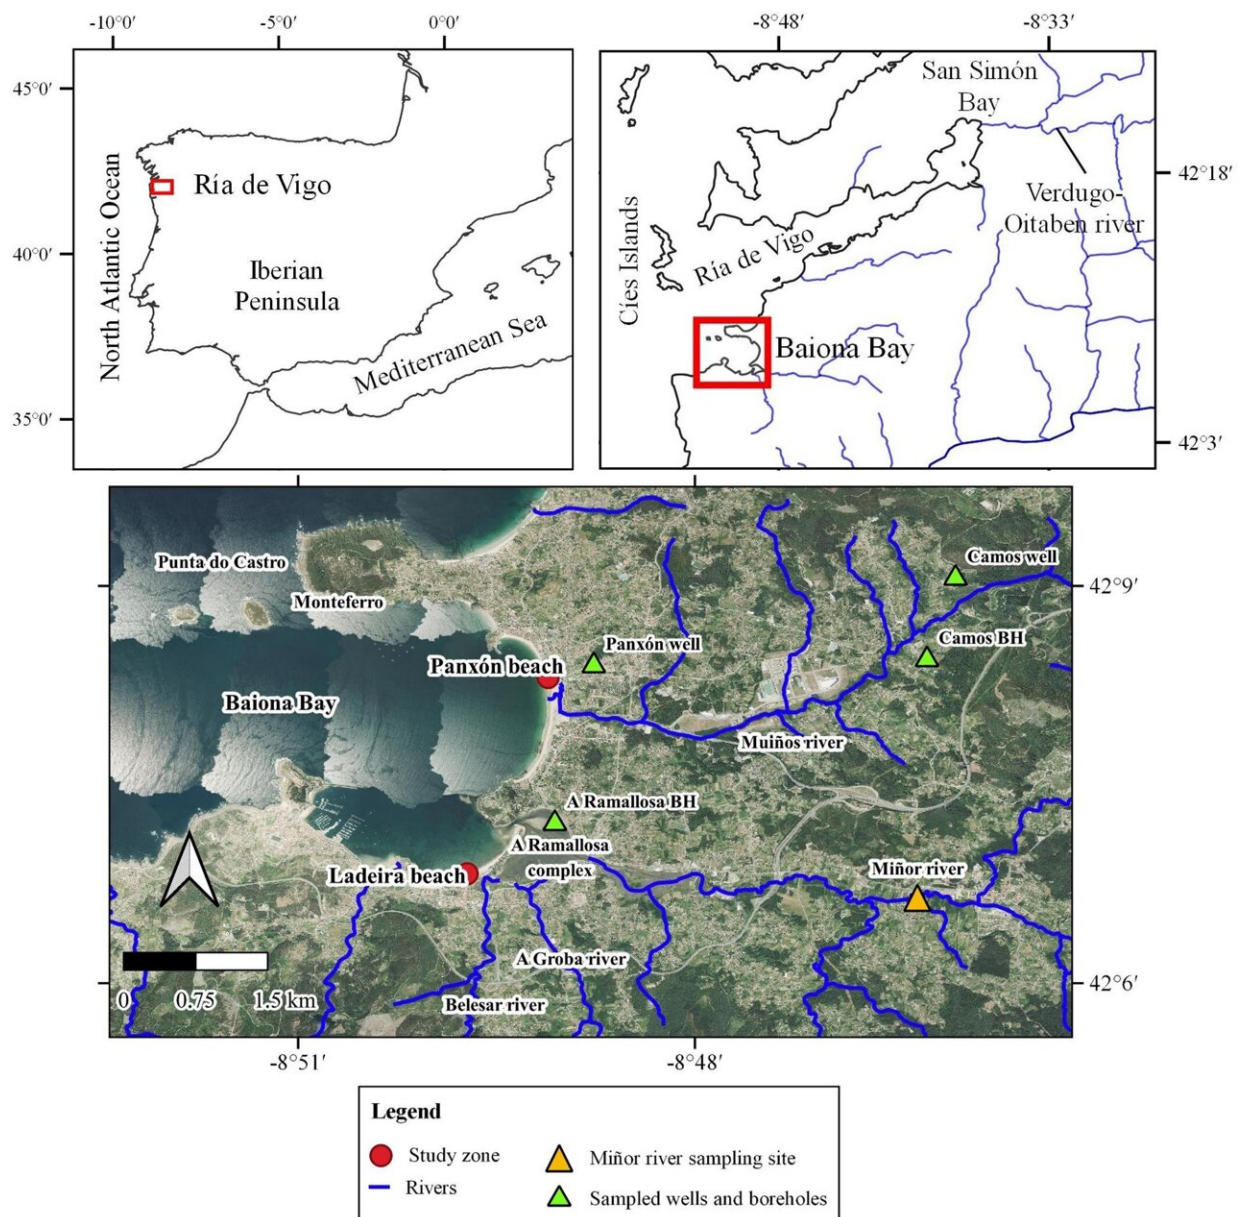 -10°0′ -5°0′ 0°0′
45°0′
40°0′
35°0′
North Atlantic Ocean
Ría de Vigo
Iberian
Peninsula
Mediterranean Sea
-8°48′ -8°33′
San Simón
Bay
42°18′
Verdugo-
Oitaben river
Cíes Islands
Ría de Vigo
Baiona Bay
42°3′
Punta do Castro
Monteferro
Camos well
42°9′
Panxón well
Camos BH
Panxón beach
Baiona Bay
Muiños river
A Ramallosa BH
A Ramallosa
complex
Ladeira beach
Miñor river
A Groba river
Belesar river
0 0.75 1.5 km
42°6′
-8°51′ -8°48′
Legend
Study zone
Rivers
Miñor river sampling site
Sampled wells and boreholes